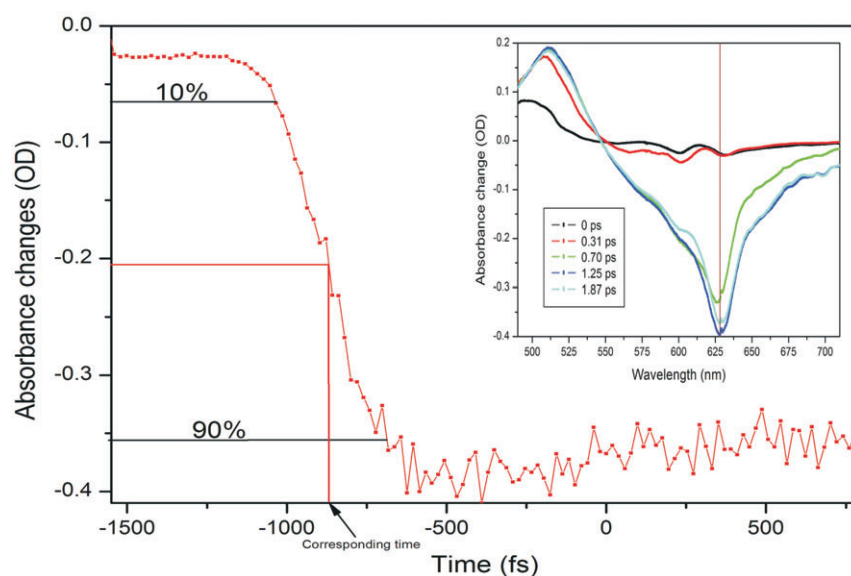 0.0
-0.1
-0.2
-0.3
-0.4
Absorbance changes (OD)
10%
90%
-1500
-1000
-500
0
500
Corresponding time
Time (fs)
0.2
0.1
0.0
-0.1
-0.2
-0.3
-0.4
Absorbance change (OD)
0 ps
0.31 ps
0.70 ps
1.25 ps
1.87 ps
500 525 550 575 600 625 650 675 700
Wavelength (nm)